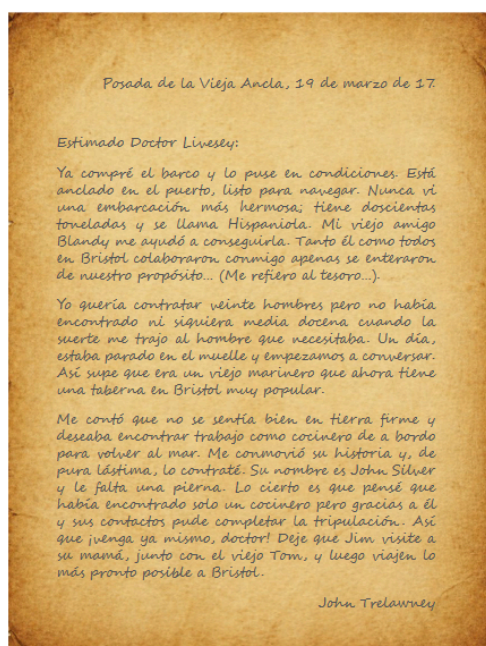 Posada de la Vieja Ancla, 19 de marzo de 17.
Estimado Doctor Livesey:
Ya compré el barco y lo puse en condiciones. Está
anclado en el puerto, listo para navegar. Nunca vi
una embarcación más hermosa; tiene doscientas
toneladas y se llama Hispaniola. Mi viejo amigo
Blandy me ayudó a conseguirla. Tanto él como todos
en Bristol colaboraron conmigo apenas se enteraron
de nuestro propósito... (Me refiero al tesoro...).
Yo quería contratar veinte hombres pero no había
encontrado ni siquiera media docena cuando la
suerte me trajo al hombre que necesitaba. Un día,
estaba parado en el muelle y empezamos a conversar.
Así supe que era un viejo marinero que ahora tiene
una taberna en Bristol muy popular.
Me contó que no se sentía bien en tierra firme y
deseaba encontrar trabajo como cocinero de a bordo
para volver al mar. Me conmovió su historia y, de
pura lástima, lo contraté. Su nombre es John Silver
y le falta una pierna. Lo cierto es que pensé que
había encontrado solo un cocinero pero gracias a él
y sus contactos pude completar la tripulación. Así
que ¡venga ya mismo, doctor! Deje que Jim visite a
su mamá, junto con el viejo Tom, y luego viajen lo
más pronto posible a Bristol.
John Trelawney